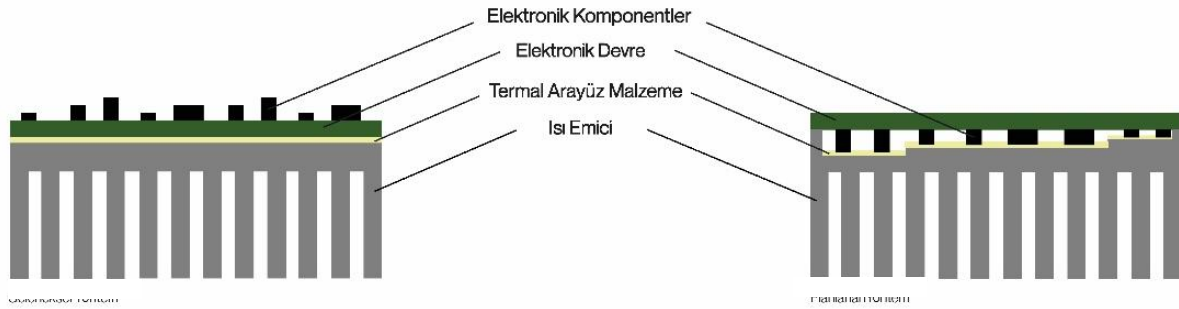 Elektronik Komponentler
Elektronik Devre
Termal Arayüz Malzeme
Isı Emici